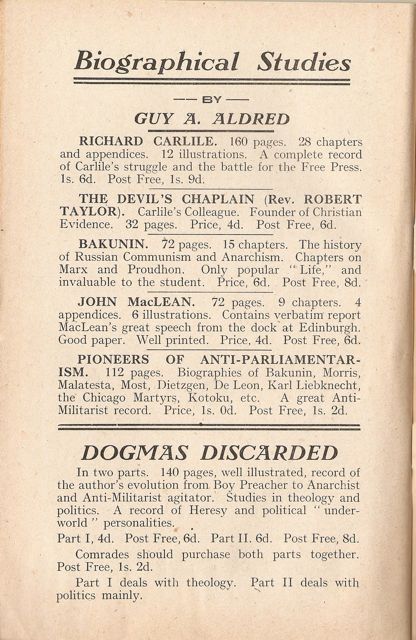 Biographical Studies
— BY —
GUY A. ALDRED
RICHARD CARLILE. 160 pages. 28 chapters
and appendices. 12 illustrations. A complete record
of Carlile's struggle and the battle for the Free Press.
1s. 6d. Post Free, 1s. 9d.
THE DEVIL'S CHAPLAIN (Rev. ROBERT
TAYLOR). Carlile's Colleague. Founder of Christian
Evidence. 32 pages. Price, 4d. Post Free, 6d.
BAKUNIN. 72 pages. 15 chapters. The history
of Russian Communism and Anarchism. Chapters on
Marx and Proudhon. Only popular "Life," and
invaluable to the student. Price, 6d. Post Free, 8d.
JOHN MacLEAN. 72 pages. 9 chapters. 4
appendices. 6 illustrations. Contains verbatim report
MacLean's great speech from the dock at Edinburgh.
Good paper. Well printed. Price, 4d. Post Free, 6d.
PIONEERS OF ANTI-PARLIAMENTAR-
ISM. 112 pages. Biographies of Bakunin, Morris,
Malatesta, Most, Dietzgen, De Leon, Karl Liebknecht,
the Chicago Martyrs, Kotoku, etc. A great Anti-
Militarist record. Price, 1s. 0d. Post Free, 1s. 2d.
DOGMAS DISCARDED
In two parts. 140 pages, well illustrated, record of
the author's evolution from Boy Preacher to Anarchist
and Anti-Militarist agitator. Studies in theology and
politics. A record of Heresy and political "under-
world" personalities.
Part I, 4d. Post Free, 6d. Part II. 6d. Post Free, 8d.
Comrades should purchase both parts together.
Post Free, 1s. 2d.
Part I deals with theology. Part II deals with
politics mainly.